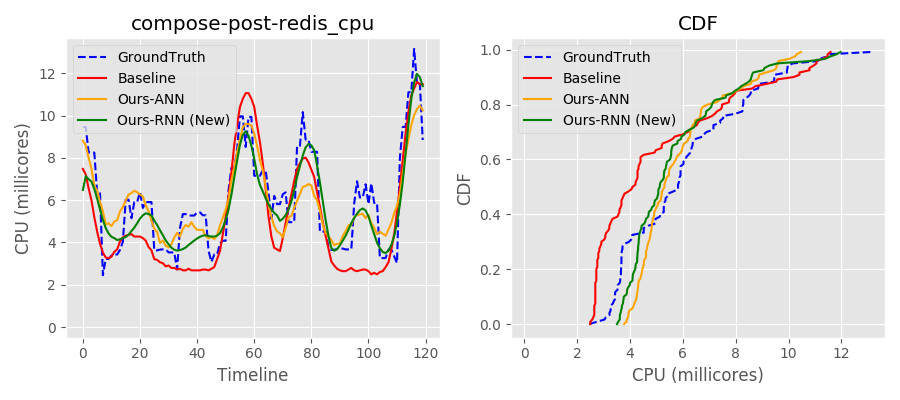 compose-post-redis_cpu
GroundTruth
Baseline
Ours-ANN
Ours-RNN (New)
CPU (millicores)
12
10
8
6
4
2
0
0
20
40
60
80
100
120
Timeline
CDF
GroundTruth
Baseline
Ours-ANN
Ours-RNN (New)
CDF
1.0
0.8
0.6
0.4
0.2
0.0
0
2
4
6
8
10
12
CPU (millicores)